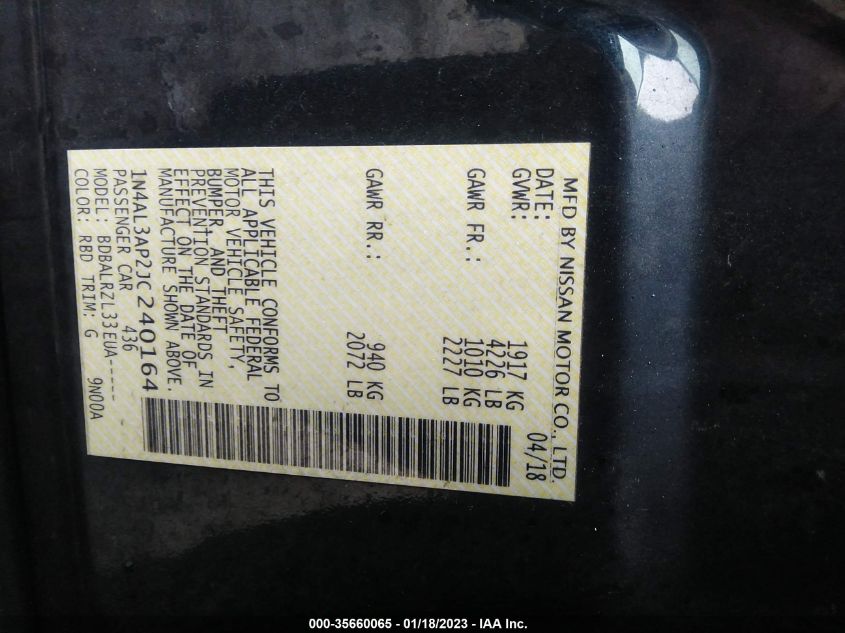 MFD BY NISSAN MOTOR CO., LTD.
DATE: 04/18
GVWR: 1917 KG
4226 LB
GAWR FR.: 1010 KG
2227 LB
GAWR RR.: 940 KG
2072 LB
THIS VEHICLE CONFORMS TO
ALL APPLICABLE FEDERAL
MOTOR VEHICLE SAFETY,
BUMPER, AND THEFT
PREVENTION STANDARDS IN
EFFECT ON THE DATE OF
MANUFACTURE SHOWN ABOVE.
1N4AL3AP2JC240164
PASSENGER CAR 436
MODEL: BDBALRZL33EUA-----
COLOR: RBD TRIM: G 9N00A
000-35660065 - 01/18/2023 - IAA Inc.